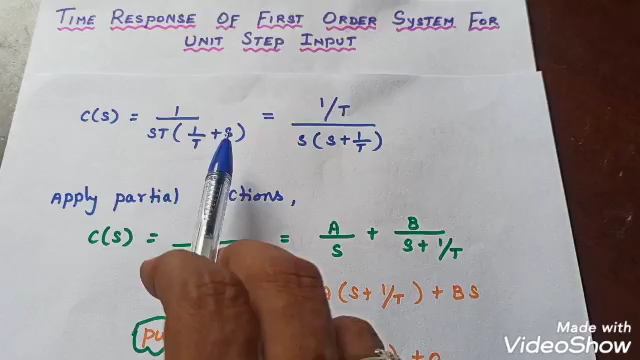 TIME RESPONSE OF FIRST ORDER SYSTEM FOR
UNIT STEP INPUT
C(S) = 1 / ST(1/T + S) = 1/T / S(S + 1/T)
Apply partial
C(S) = = A/S + B/(S + 1/T)
(S + 1/T) + BS
Made with
VideoShow